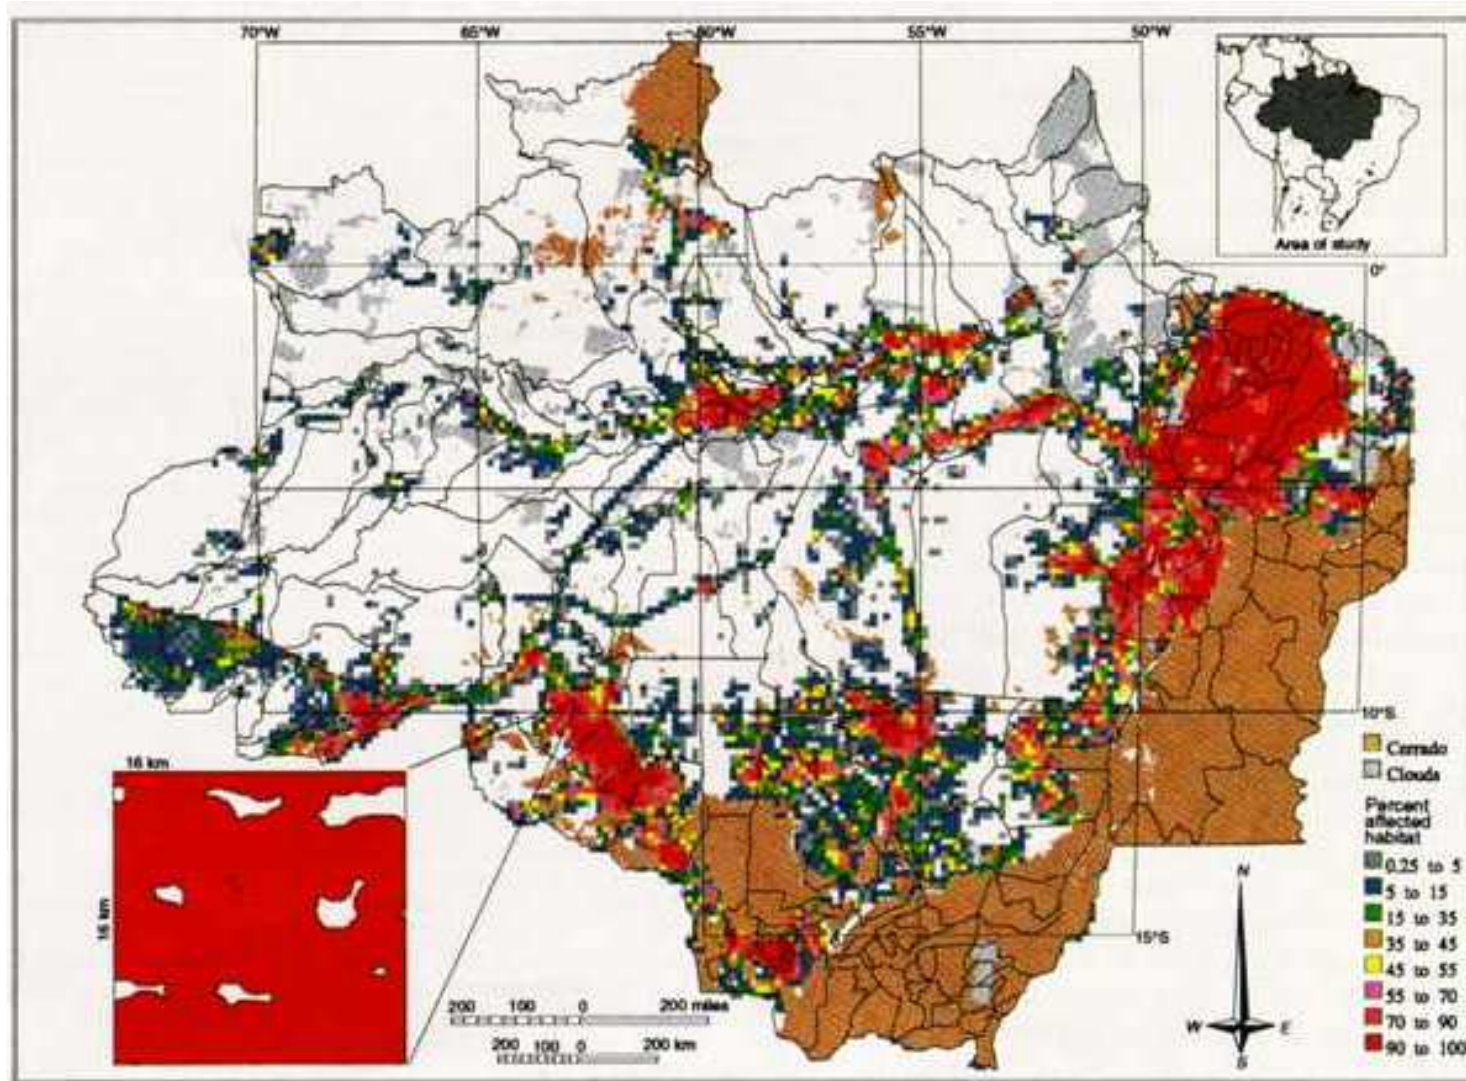 70°W 65°W 60°W 55°W 50°W
Area of study
0°
10°S
Cerrado
Clouds
Percent
affected
habitat
0.25 to 5
5 to 15
15 to 35
35 to 45
45 to 55
55 to 70
70 to 90
90 to 100
15°S
16 km
16 km
200 100 0 200 miles
200 100 0 200 km
N
W E
S